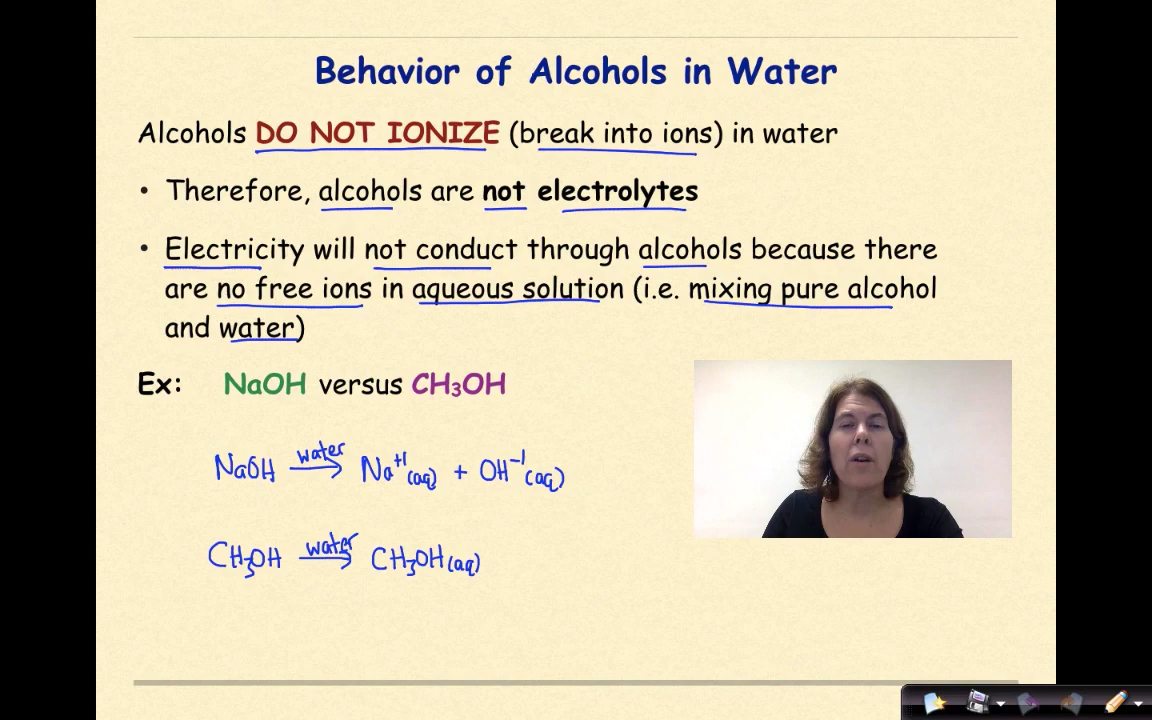 Behavior of Alcohols in Water
Alcohols DO NOT IONIZE (break into ions) in water
• Therefore, alcohols are not electrolytes
• Electricity will not conduct through alcohols because there
are no free ions in aqueous solution (i.e. mixing pure alcohol
and water)
Ex: NaOH versus CH₃OH
NaOH water→ Na⁺¹(aq) + OH⁻¹(aq)
CH₃OH water→ CH₃OH(aq)